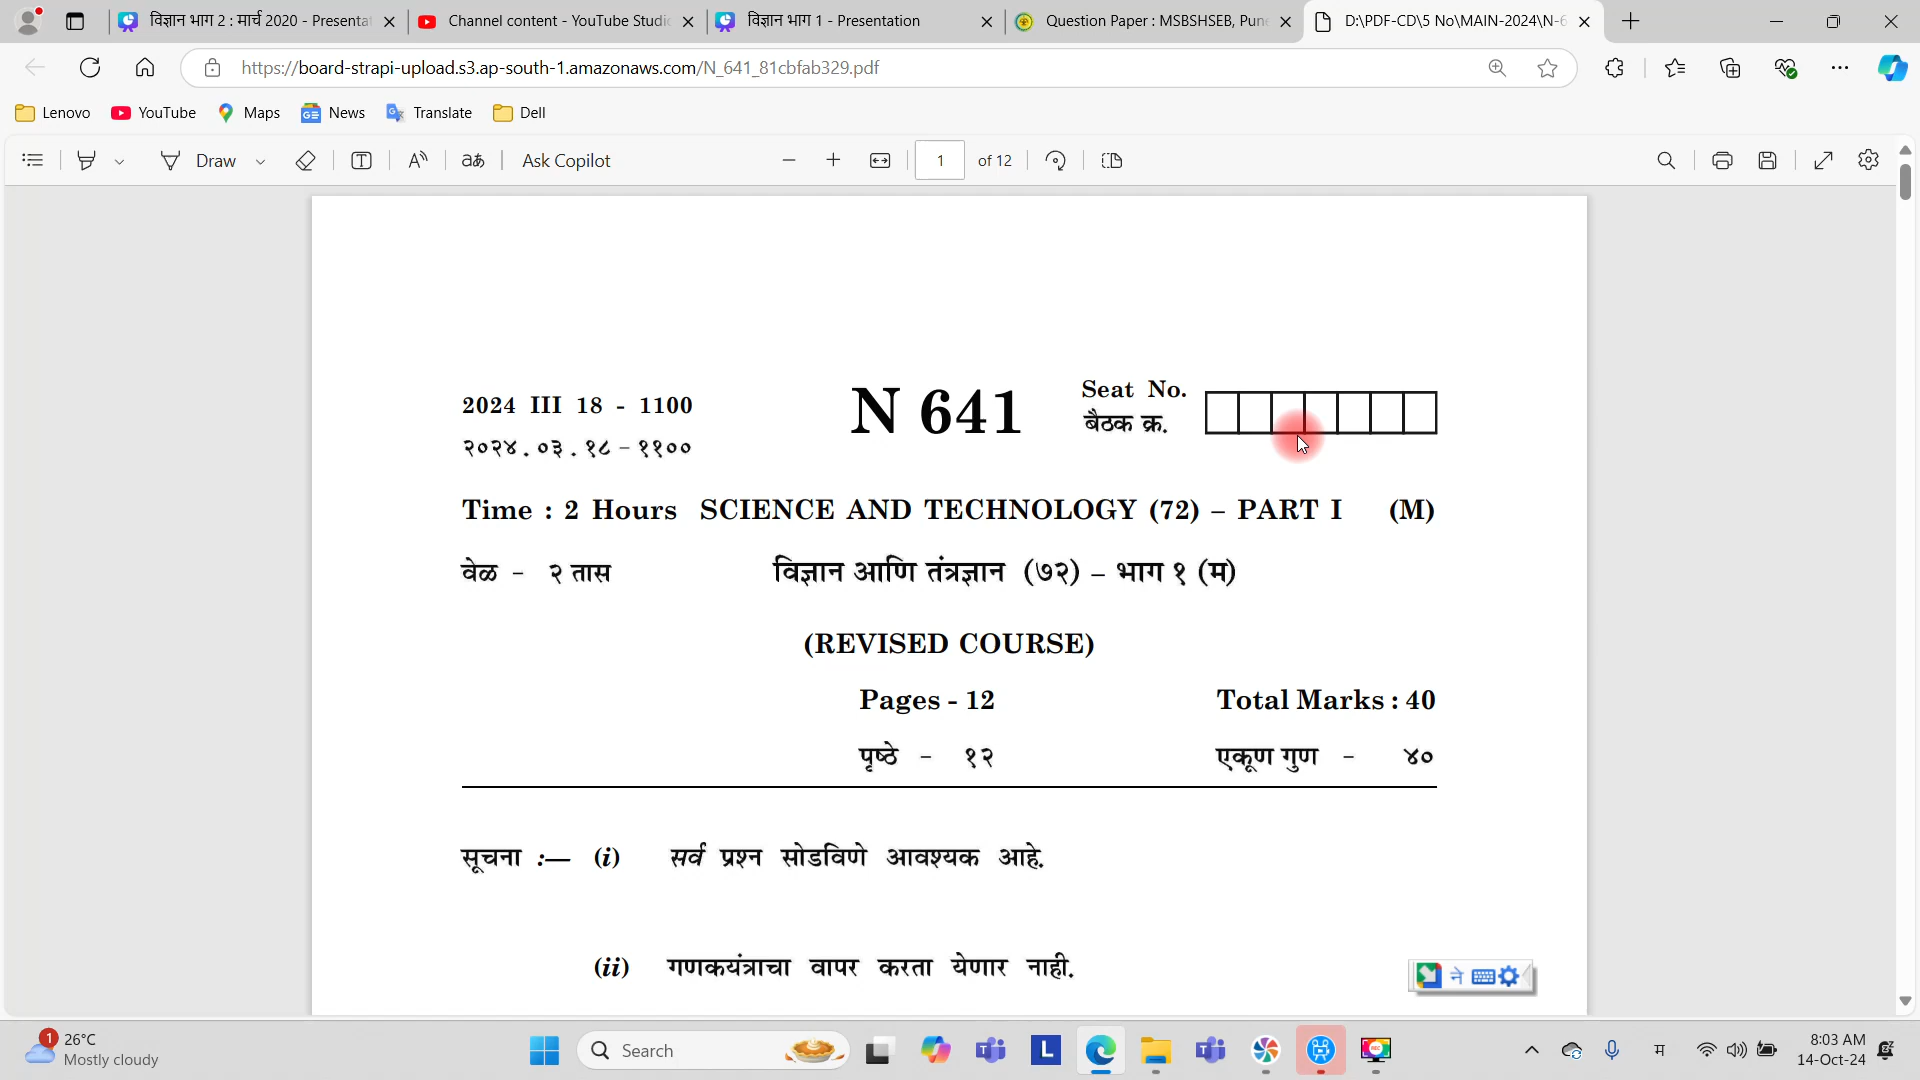 विज्ञान भाग 2 : मार्च 2020 - Presenta
Channel content - YouTube Studi
विज्ञान भाग 1 - Presentation
Question Paper : MSBSHSEB, Pune
D:\PDF-CD\5 No\MAIN-2024\N-6
https://board-strapi-upload.s3.ap-south-1.amazonaws.com/N_641_81cbfab329.pdf
Lenovo YouTube Maps News Translate Dell
Draw Ask Copilot 1 of 12
2024 III 18 - 1100
N 641
Seat No.
२०२४.०३.१८ - ११००
बैठक क्र.
Time : 2 Hours SCIENCE AND TECHNOLOGY (72) – PART I (M)
वेळ - २ तास विज्ञान आणि तंत्रज्ञान (७२) – भाग १ (म)
(REVISED COURSE)
Pages - 12 Total Marks : 40
पृष्ठे - १२ एकूण गुण - ४०
सूचना :— (i) सर्व प्रश्न सोडविणे आवश्यक आहे.
(ii) गणकयंत्राचा वापर करता येणार नाही.
ने
1
26°C
Mostly cloudy
Search
L
म
8:03 AM
14-Oct-24